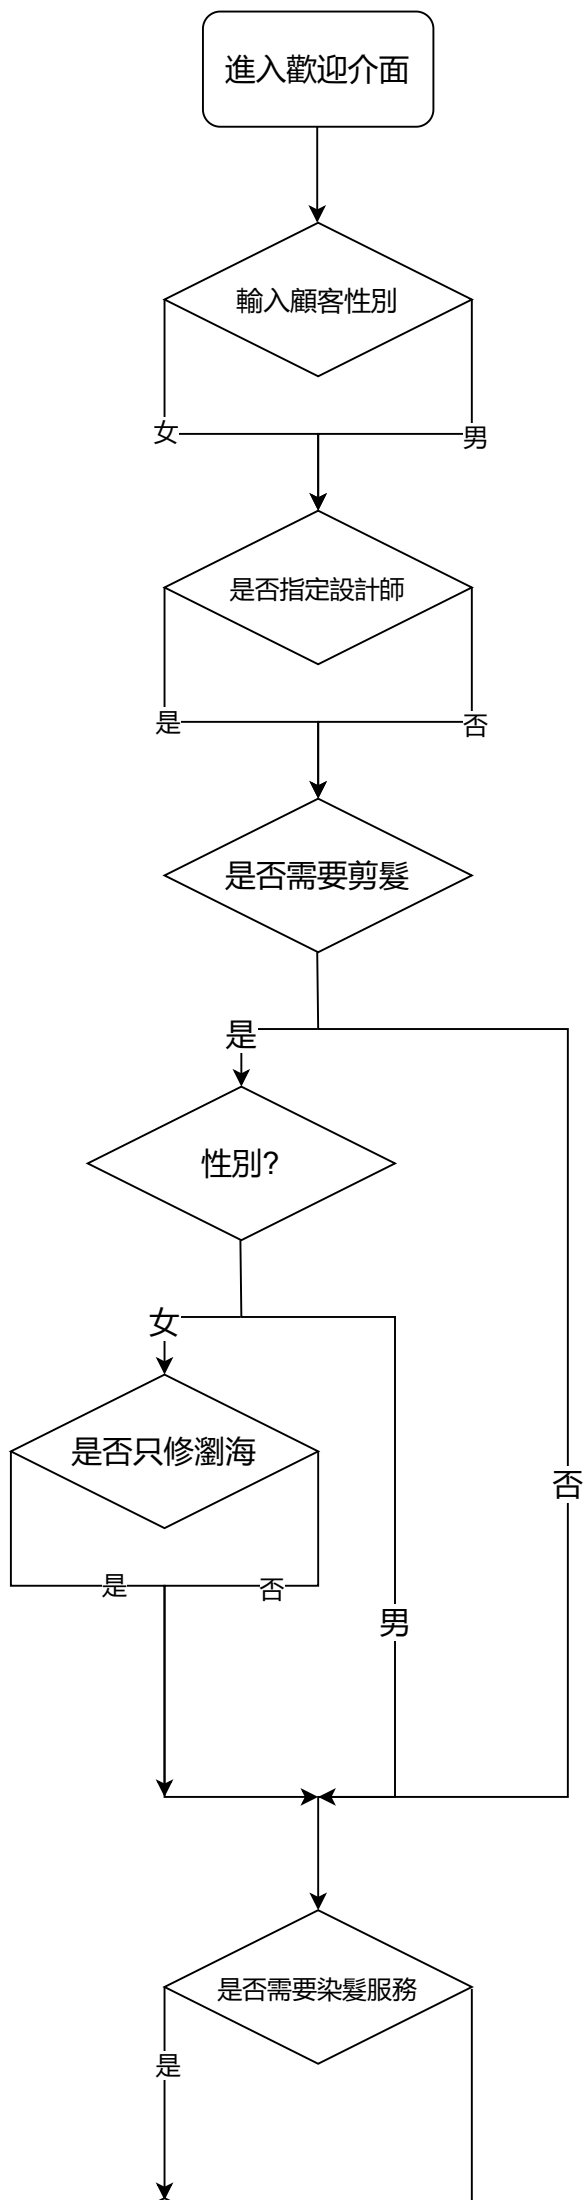 進入歡迎介面
輸入顧客性別
女
男
是否指定設計師
是
否
是否需要剪髮
是
性別?
女
是否只修瀏海
否
是
否
男
是否需要染髮服務
是